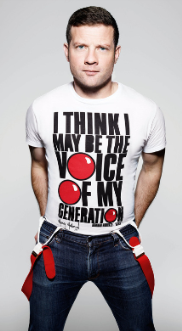 I THINK I
MAY BE THE
VOICE
OF MY
GENERATION